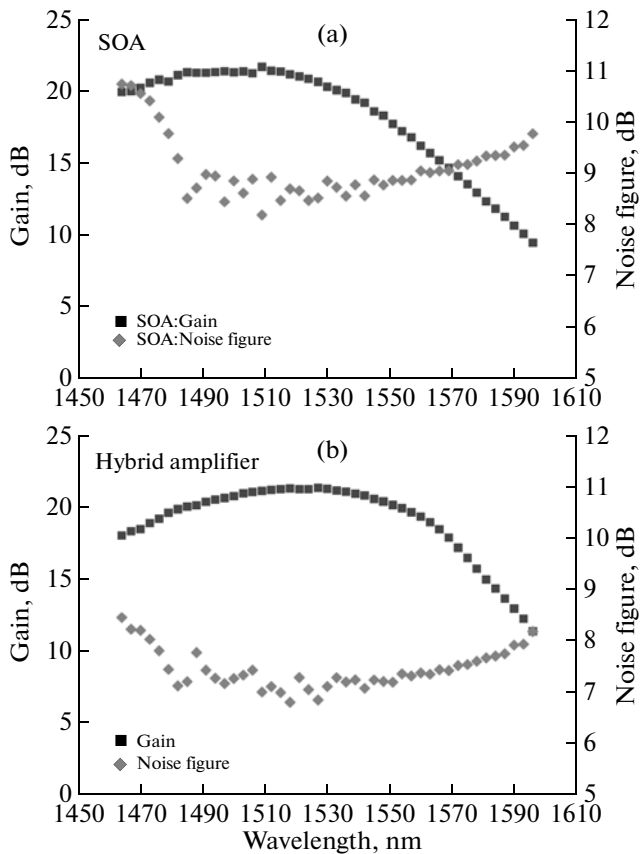 (a)
SOA
Gain, dB
25
20
15
10
5
0
12
11
10
9
8
7
6
5
Noise figure, dB
SOA:Gain
SOA:Noise figure
1450 1470 1490 1510 1530 1550 1570 1590 1610
(b)
Hybrid amplifier
Gain, dB
25
20
15
10
5
0
12
11
10
9
8
7
6
5
Noise figure, dB
Gain
Noise figure
1450 1470 1490 1510 1530 1550 1570 1590 1610
Wavelength, nm